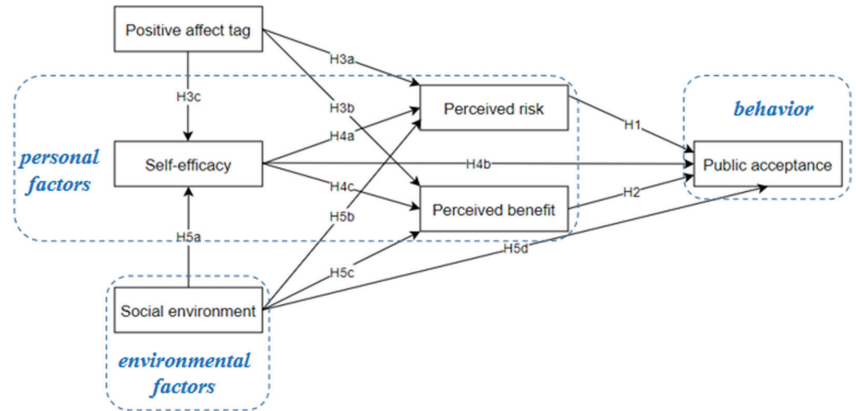 Positive affect tag
H3a
H3c
H3b
Perceived risk
behavior
H4a
H1
personal
factors
Self-efficacy
H4b
Public acceptance
H4c
H5b
Perceived benefit
H2
H5a
H5d
H5c
Social environment
environmental
factors